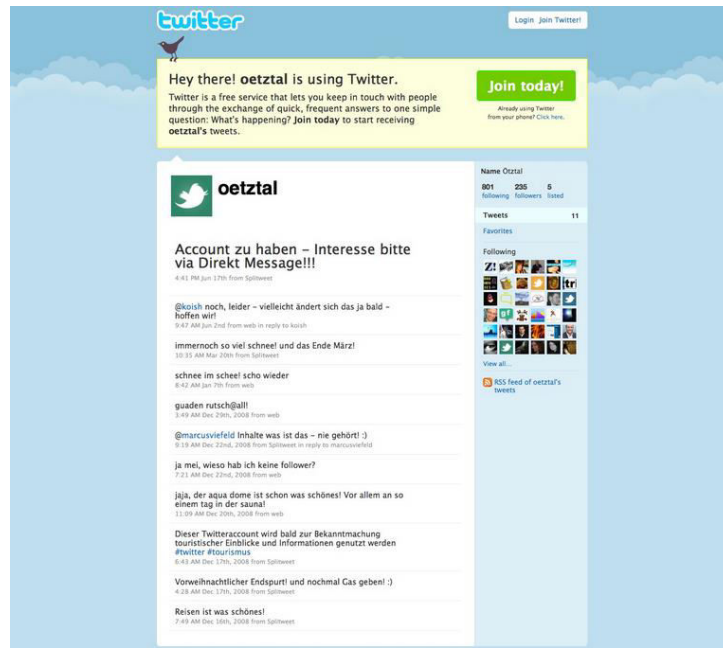 twitter
Login Join Twitter!
Hey there! oetztal is using Twitter.
Twitter is a free service that lets you keep in touch with people
through the exchange of quick, frequent answers to one simple
question: What's happening? Join today to start receiving
oetztal's tweets.
Join today!
Already using Twitter
from your phone? Click here.
oetztal
Account zu haben – Interesse bitte
via Direkt Message!!!
4:41 PM Jun 17th from Splitweet
@koish noch, leider – vielleicht ändert sich das ja bald –
hoffen wir!
9:47 AM Jun 2nd from web in reply to koish
immernoch so viel schnee! und das Ende März!
10:35 AM Mar 20th from Splitweet
schnee im schee! scho wieder
8:42 AM Jan 7th from web
guaden rutsch@all!
3:49 AM Dec 29th, 2008 from web
@marcusviefeld Inhalte was ist das – nie gehört! :)
9:19 AM Dec 22nd, 2008 from Splitweet in reply to marcusviefeld
ja mei, wieso hab ich keine follower?
7:21 AM Dec 22nd, 2008 from web
jaja, der aqua dome ist schon was schönes! Vor allem an so
einem tag in der sauna!
11:09 AM Dec 20th, 2008 from web
Dieser Twitteraccount wird bald zur Bekanntmachung
touristischer Einblicke und Informationen genutzt werden
#twitter #tourismus
6:43 AM Dec 17th, 2008 from Splitweet
Vorweihnachtlicher Endspurt! und nochmal Gas geben! :)
4:28 AM Dec 17th, 2008 from Splitweet
Reisen ist was schönes!
7:49 AM Dec 16th, 2008 from Splitweet
Name Ötztal
801 235 5
following followers listed
Tweets 11
Favorites
Following
View all...
RSS feed of oetztal's
tweets